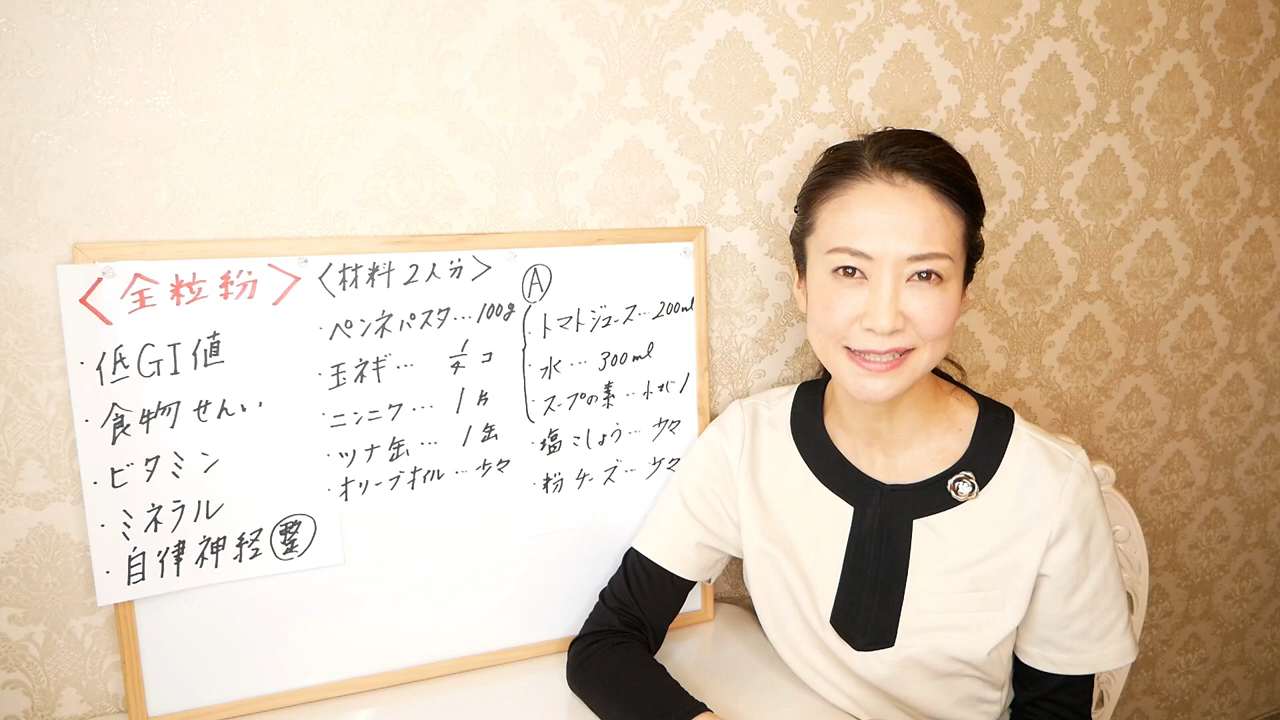 〈全粒粉〉
・低GI値
・食物せんい
・ビタミン
・ミネラル
・自律神経 整
〈材料2人分〉
・ペンネパスタ…100g
・玉ネギ…
・ニンニク…1片
・ツナ缶…1缶
・オリーブオイル…少々
A
・トマトジュース…200ml
・水…300ml
・スープの素…小さじ1
・塩こしょう…少々
・粉チーズ…少々